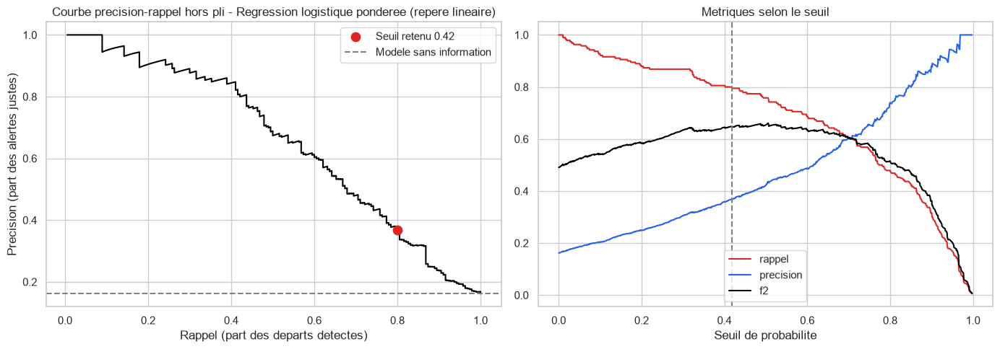 Courbe precision-rappel hors pli - Regression logistique ponderee (repere lineaire)
Precision (part des alertes justes)
1.0
0.8
0.6
0.4
0.2
Seuil retenu 0.42
Modele sans information
0.0 0.2 0.4 0.6 0.8 1.0
Rappel (part des departs detectes)
Metriques selon le seuil
1.0
0.8
0.6
0.4
0.2
0.0
rappel
precision
f2
0.0 0.2 0.4 0.6 0.8 1.0
Seuil de probabilite